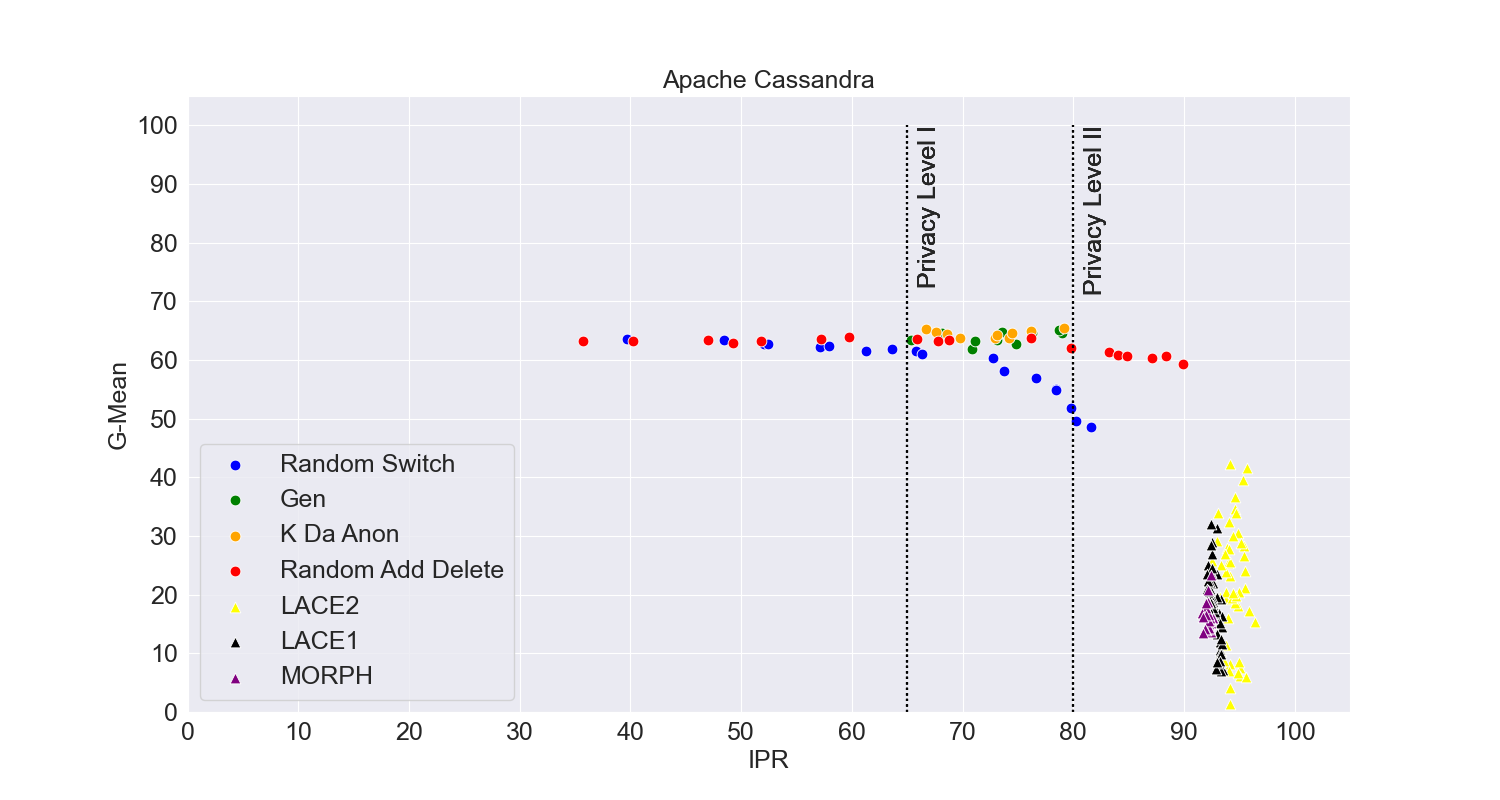 Apache Cassandra
100
90
80
70
60
50
40
30
20
10
0
G-Mean
Privacy Level I
Privacy Level II
Random Switch
Gen
K Da Anon
Random Add Delete
LACE2
LACE1
MORPH
0 10 20 30 40 50 60 70 80 90 100
IPR